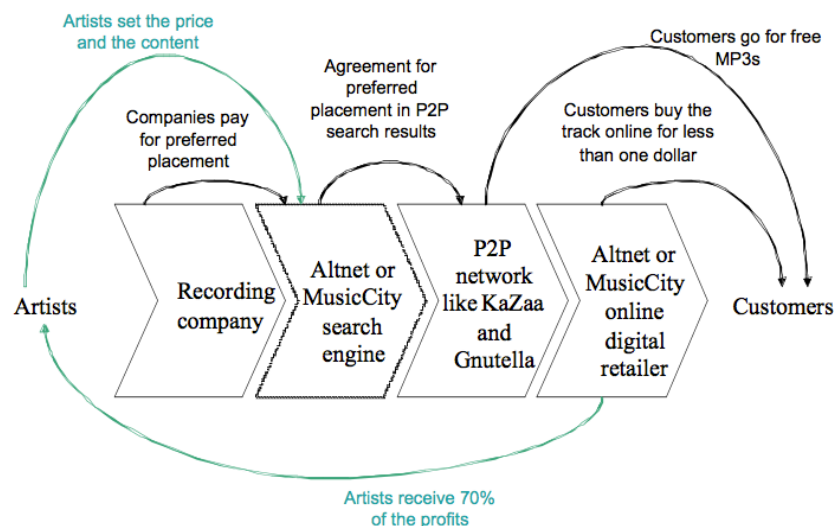 Artists set the price
and the content
Companies pay
for preferred
placement
Agreement for
preferred
placement in P2P
search results
Customers go for free
MP3s
Customers buy the
track online for less
than one dollar
Artists
Recording
company
Altnet or
MusicCity
search
engine
P2P
network
like KaZaa
and
Gnutella
Altnet or
MusicCity
online
digital
retailer
Customers
Artists receive 70%
of the profits